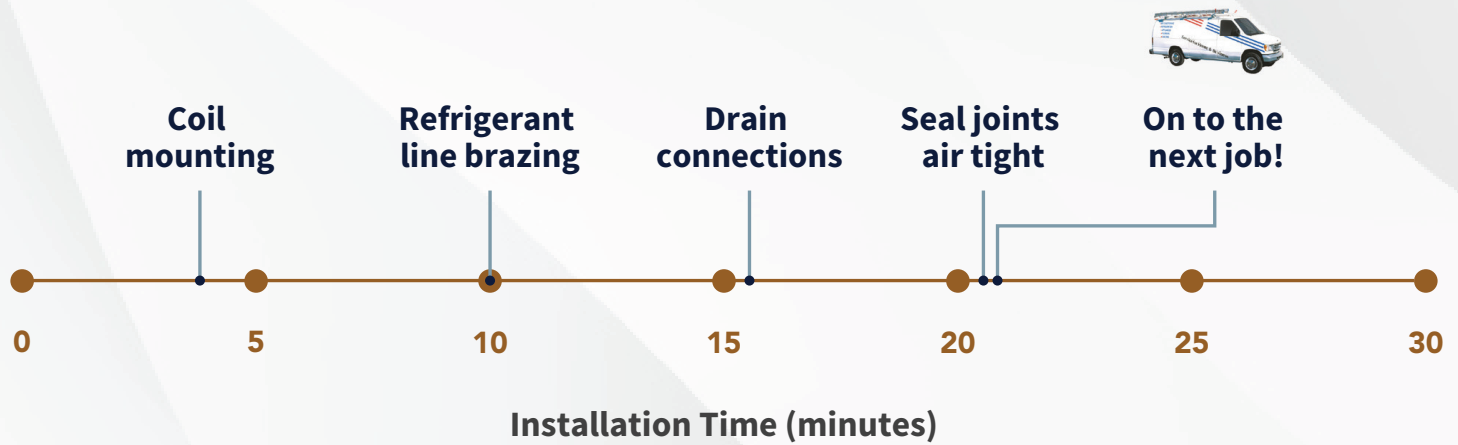 Coil
mounting
Refrigerant
line brazing
Drain
connections
Seal joints
air tight
On to the
next job!
0
5
10
15
20
25
30
Installation Time (minutes)